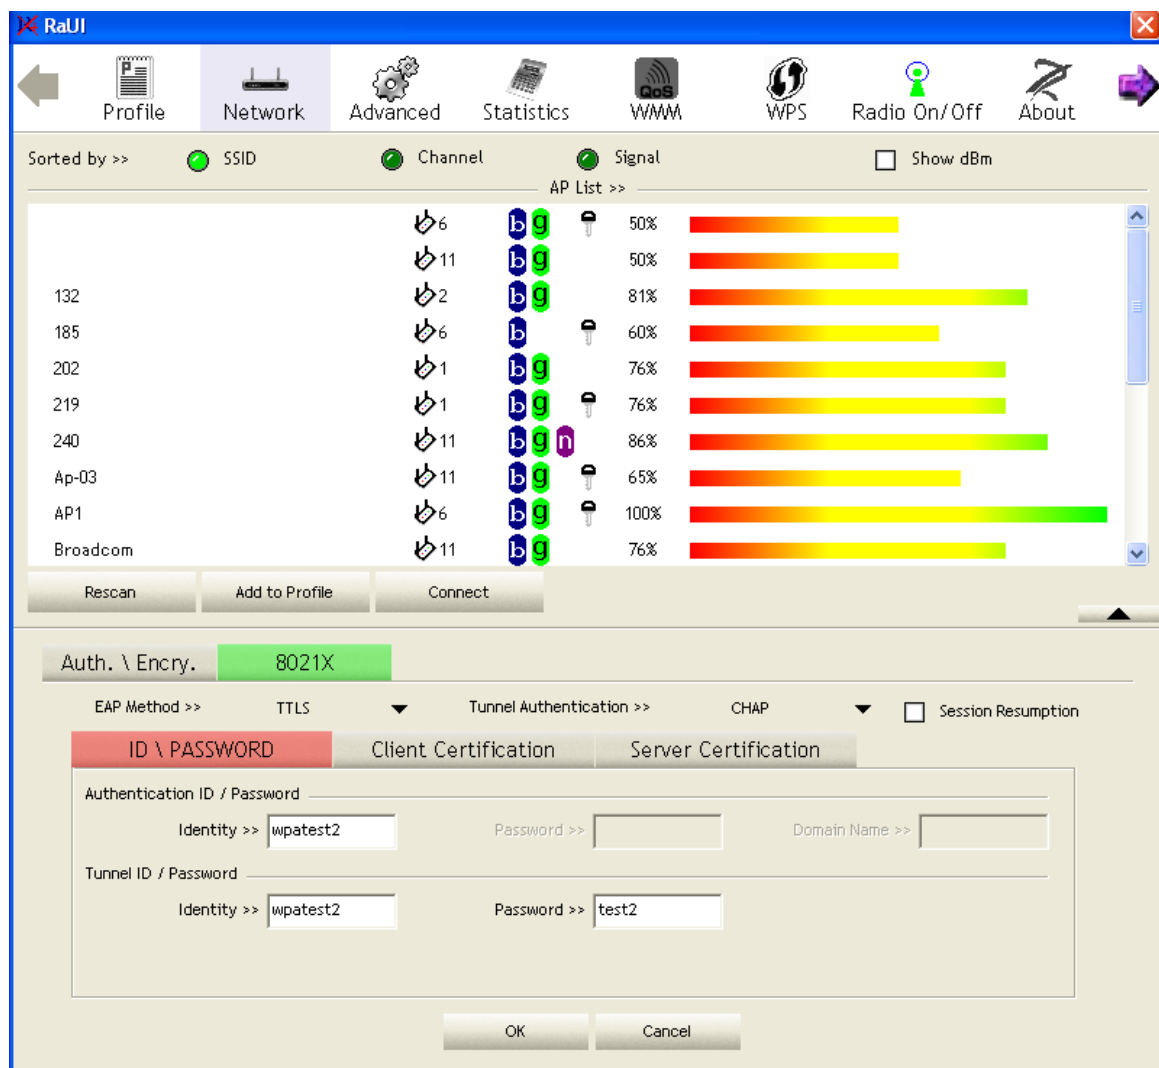 RaUI
Profile Network Advanced Statistics QoS WMM WPS Radio On/Off About
Sorted by >> SSID Channel Signal Show dBm
AP List >>
6 b g 50%
11 b g 50%
132 2 b g 81%
185 6 b 60%
202 1 b g 76%
219 1 b g 76%
240 11 b g n 86%
Ap-03 11 b g 65%
AP1 6 b g 100%
Broadcom 11 b g 76%
Rescan Add to Profile Connect
Auth. \ Encry. 8021X
EAP Method >> TTLS Tunnel Authentication >> CHAP Session Resumption
ID \ PASSWORD Client Certification Server Certification
Authentication ID / Password
Identity >> wpatest2 Password >> Domain Name >>
Tunnel ID / Password
Identity >> wpatest2 Password >> test2
OK Cancel